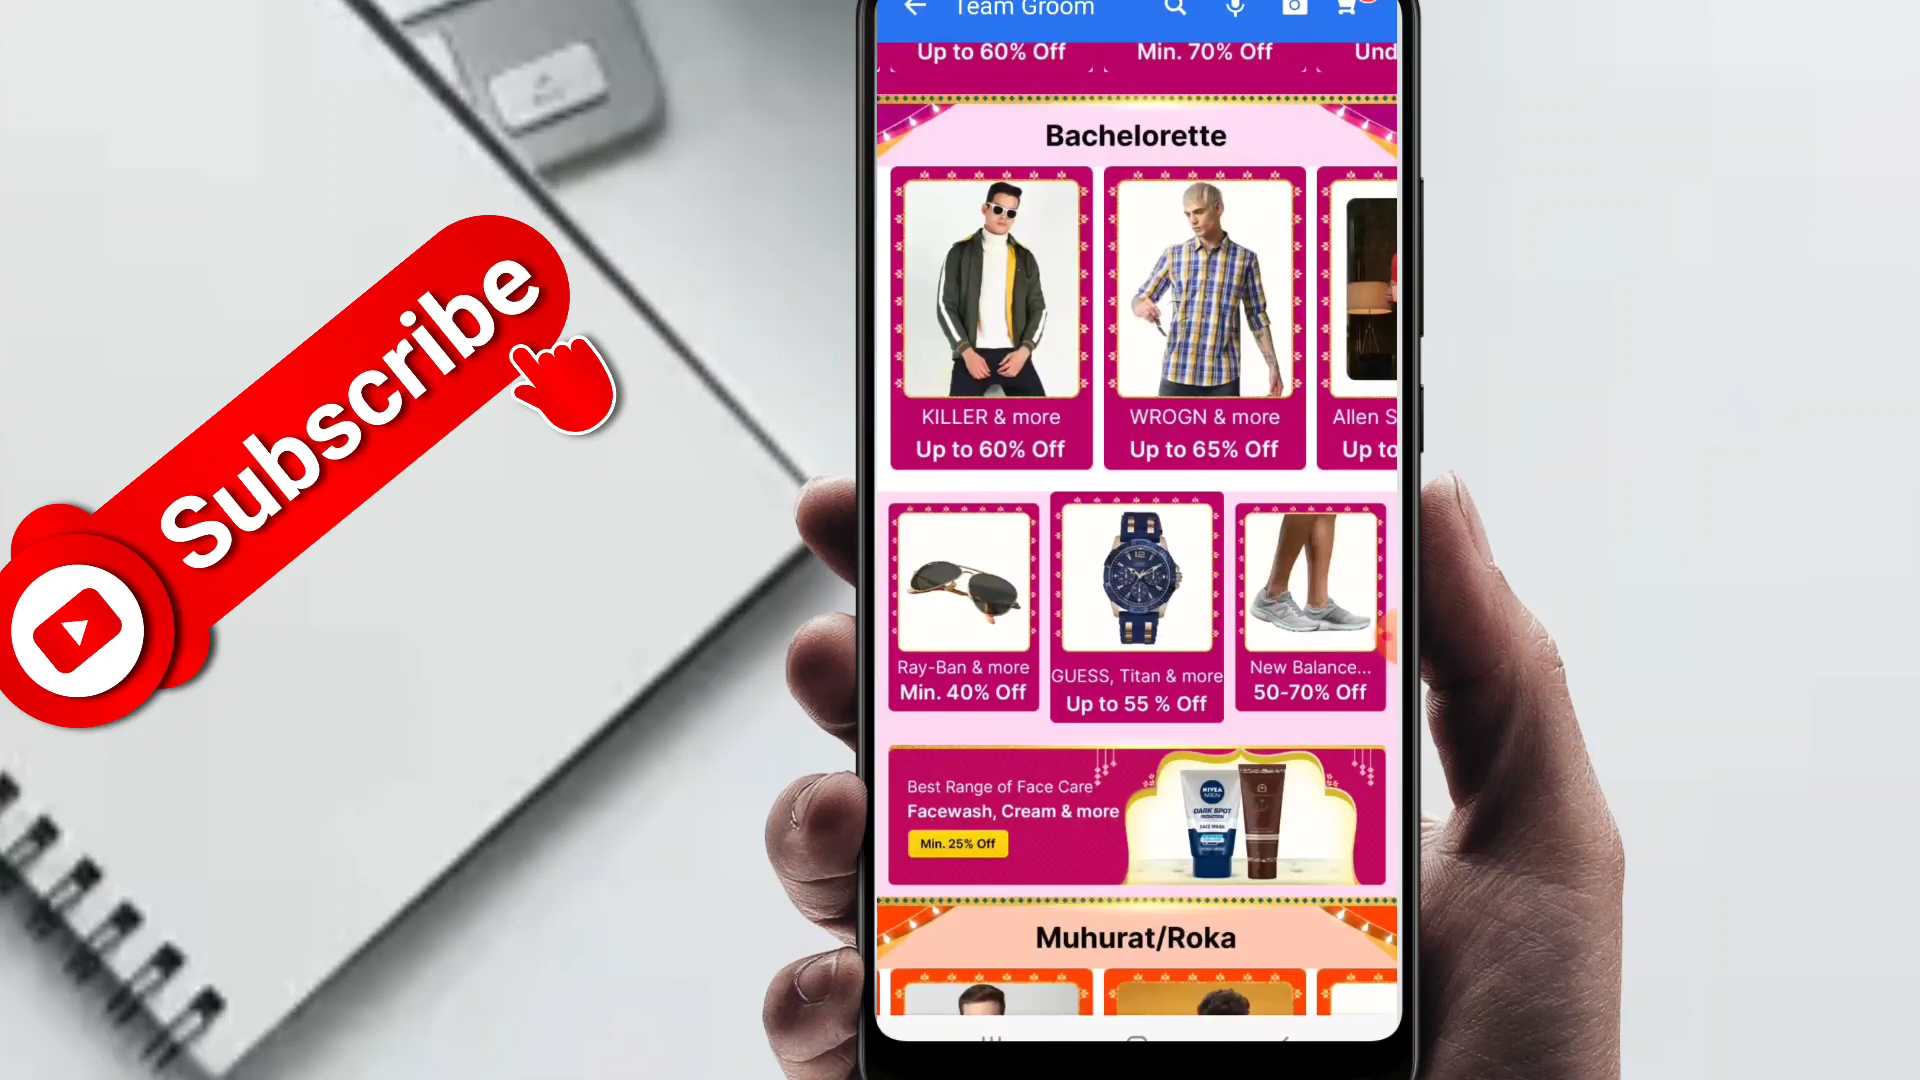 Team Groom
Up to 60% Off
Min. 70% Off
Und
Bachelorette
KILLER & more
Up to 60% Off
WROGN & more
Up to 65% Off
Allen S
Up to
Ray-Ban & more
Min. 40% Off
GUESS, Titan & more
Up to 55 % Off
New Balance...
50-70% Off
Best Range of Face Care
Facewash, Cream & more
Min. 25% Off
NIVEA
MEN
DARK SPOT
REDUCTION
FACE WASH
Muhurat/Roka
Subscribe